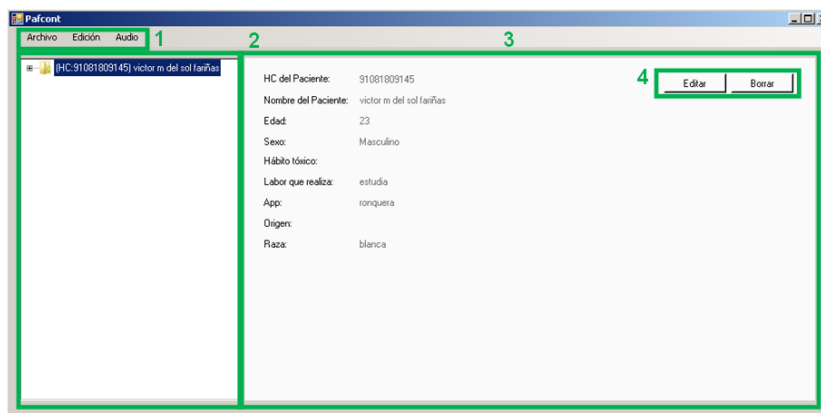 Pafcont
Archivo Edición Audio 1 2 3
(HC:91081809145) victor m del sol fariñas
HC del Paciente: 91081809145
4 Editar Borrar
Nombre del Paciente: victor m del sol fariñas
Edad: 23
Sexo: Masculino
Hábito tóxico:
Labor que realiza: estudia
App: ronquera
Origen:
Raza: blanca